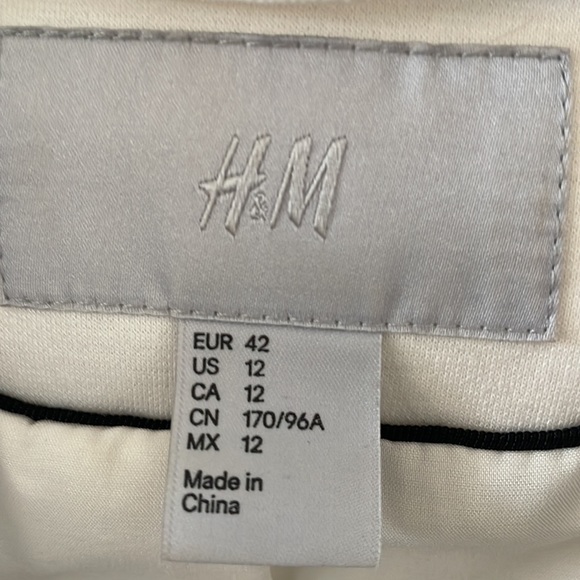 H&M
EUR 42
US 12
CA 12
CN 170/96A
MX 12
Made in
China